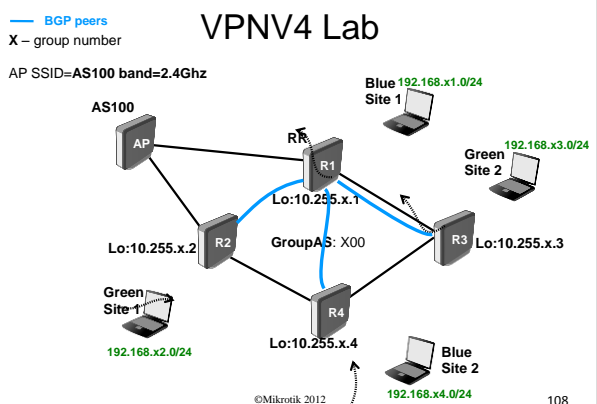 VPNV4 Lab
BGP peers
X – group number
AP SSID=AS100 band=2.4Ghz
AS100
AP
RR
R1
Lo:10.255.x.1
Blue
Site 1
192.168.x1.0/24
192.168.x3.0/24
Green
Site 2
R2
Lo:10.255.x.2
GroupAS: X00
R3
Lo:10.255.x.3
Green
Site 1
192.168.x2.0/24
R4
Lo:10.255.x.4
Blue
Site 2
192.168.x4.0/24
©Mikrotik 2012
108